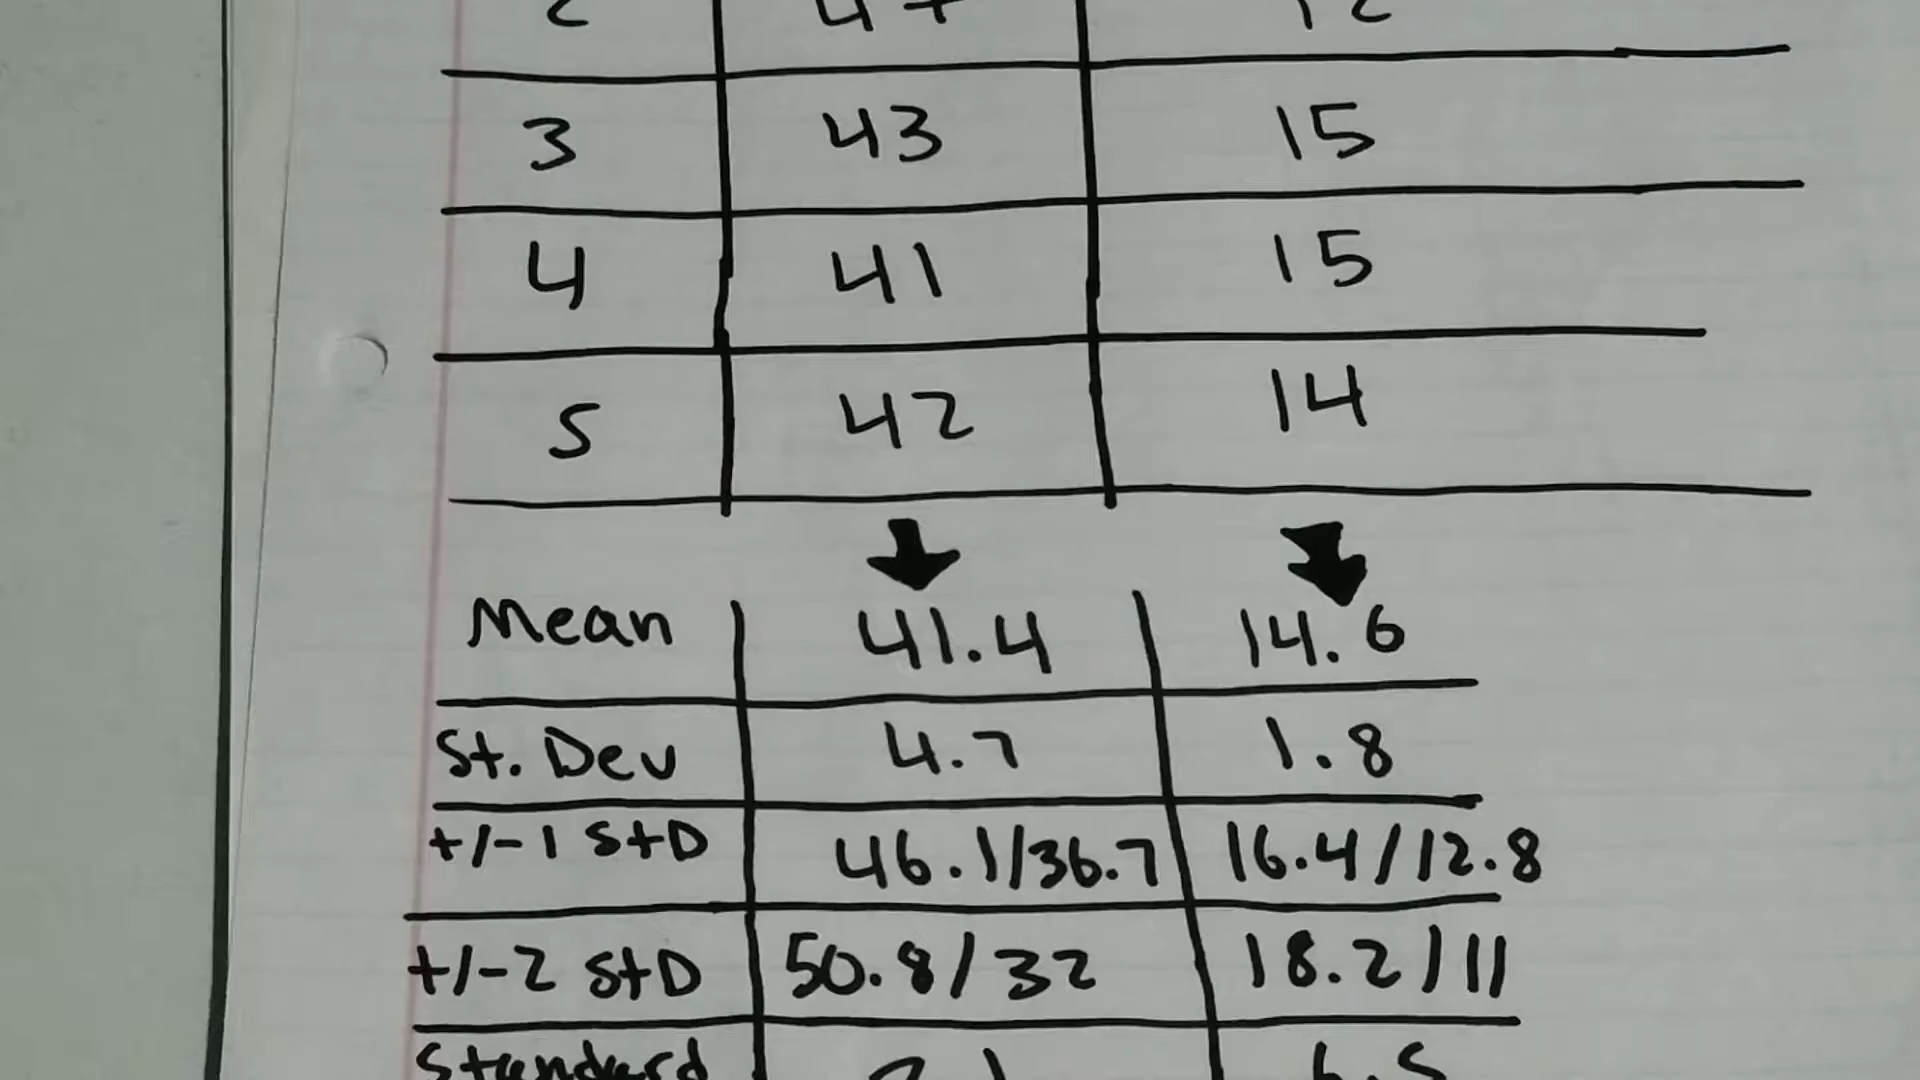 3 43 15
4 41 15
5 42 14
Mean 41.4 14.6
St. Dev 4.7 1.8
+/-1 StD 46.1/36.7 16.4/12.8
+/-2 StD 50.8/32 18.2/11
Standard